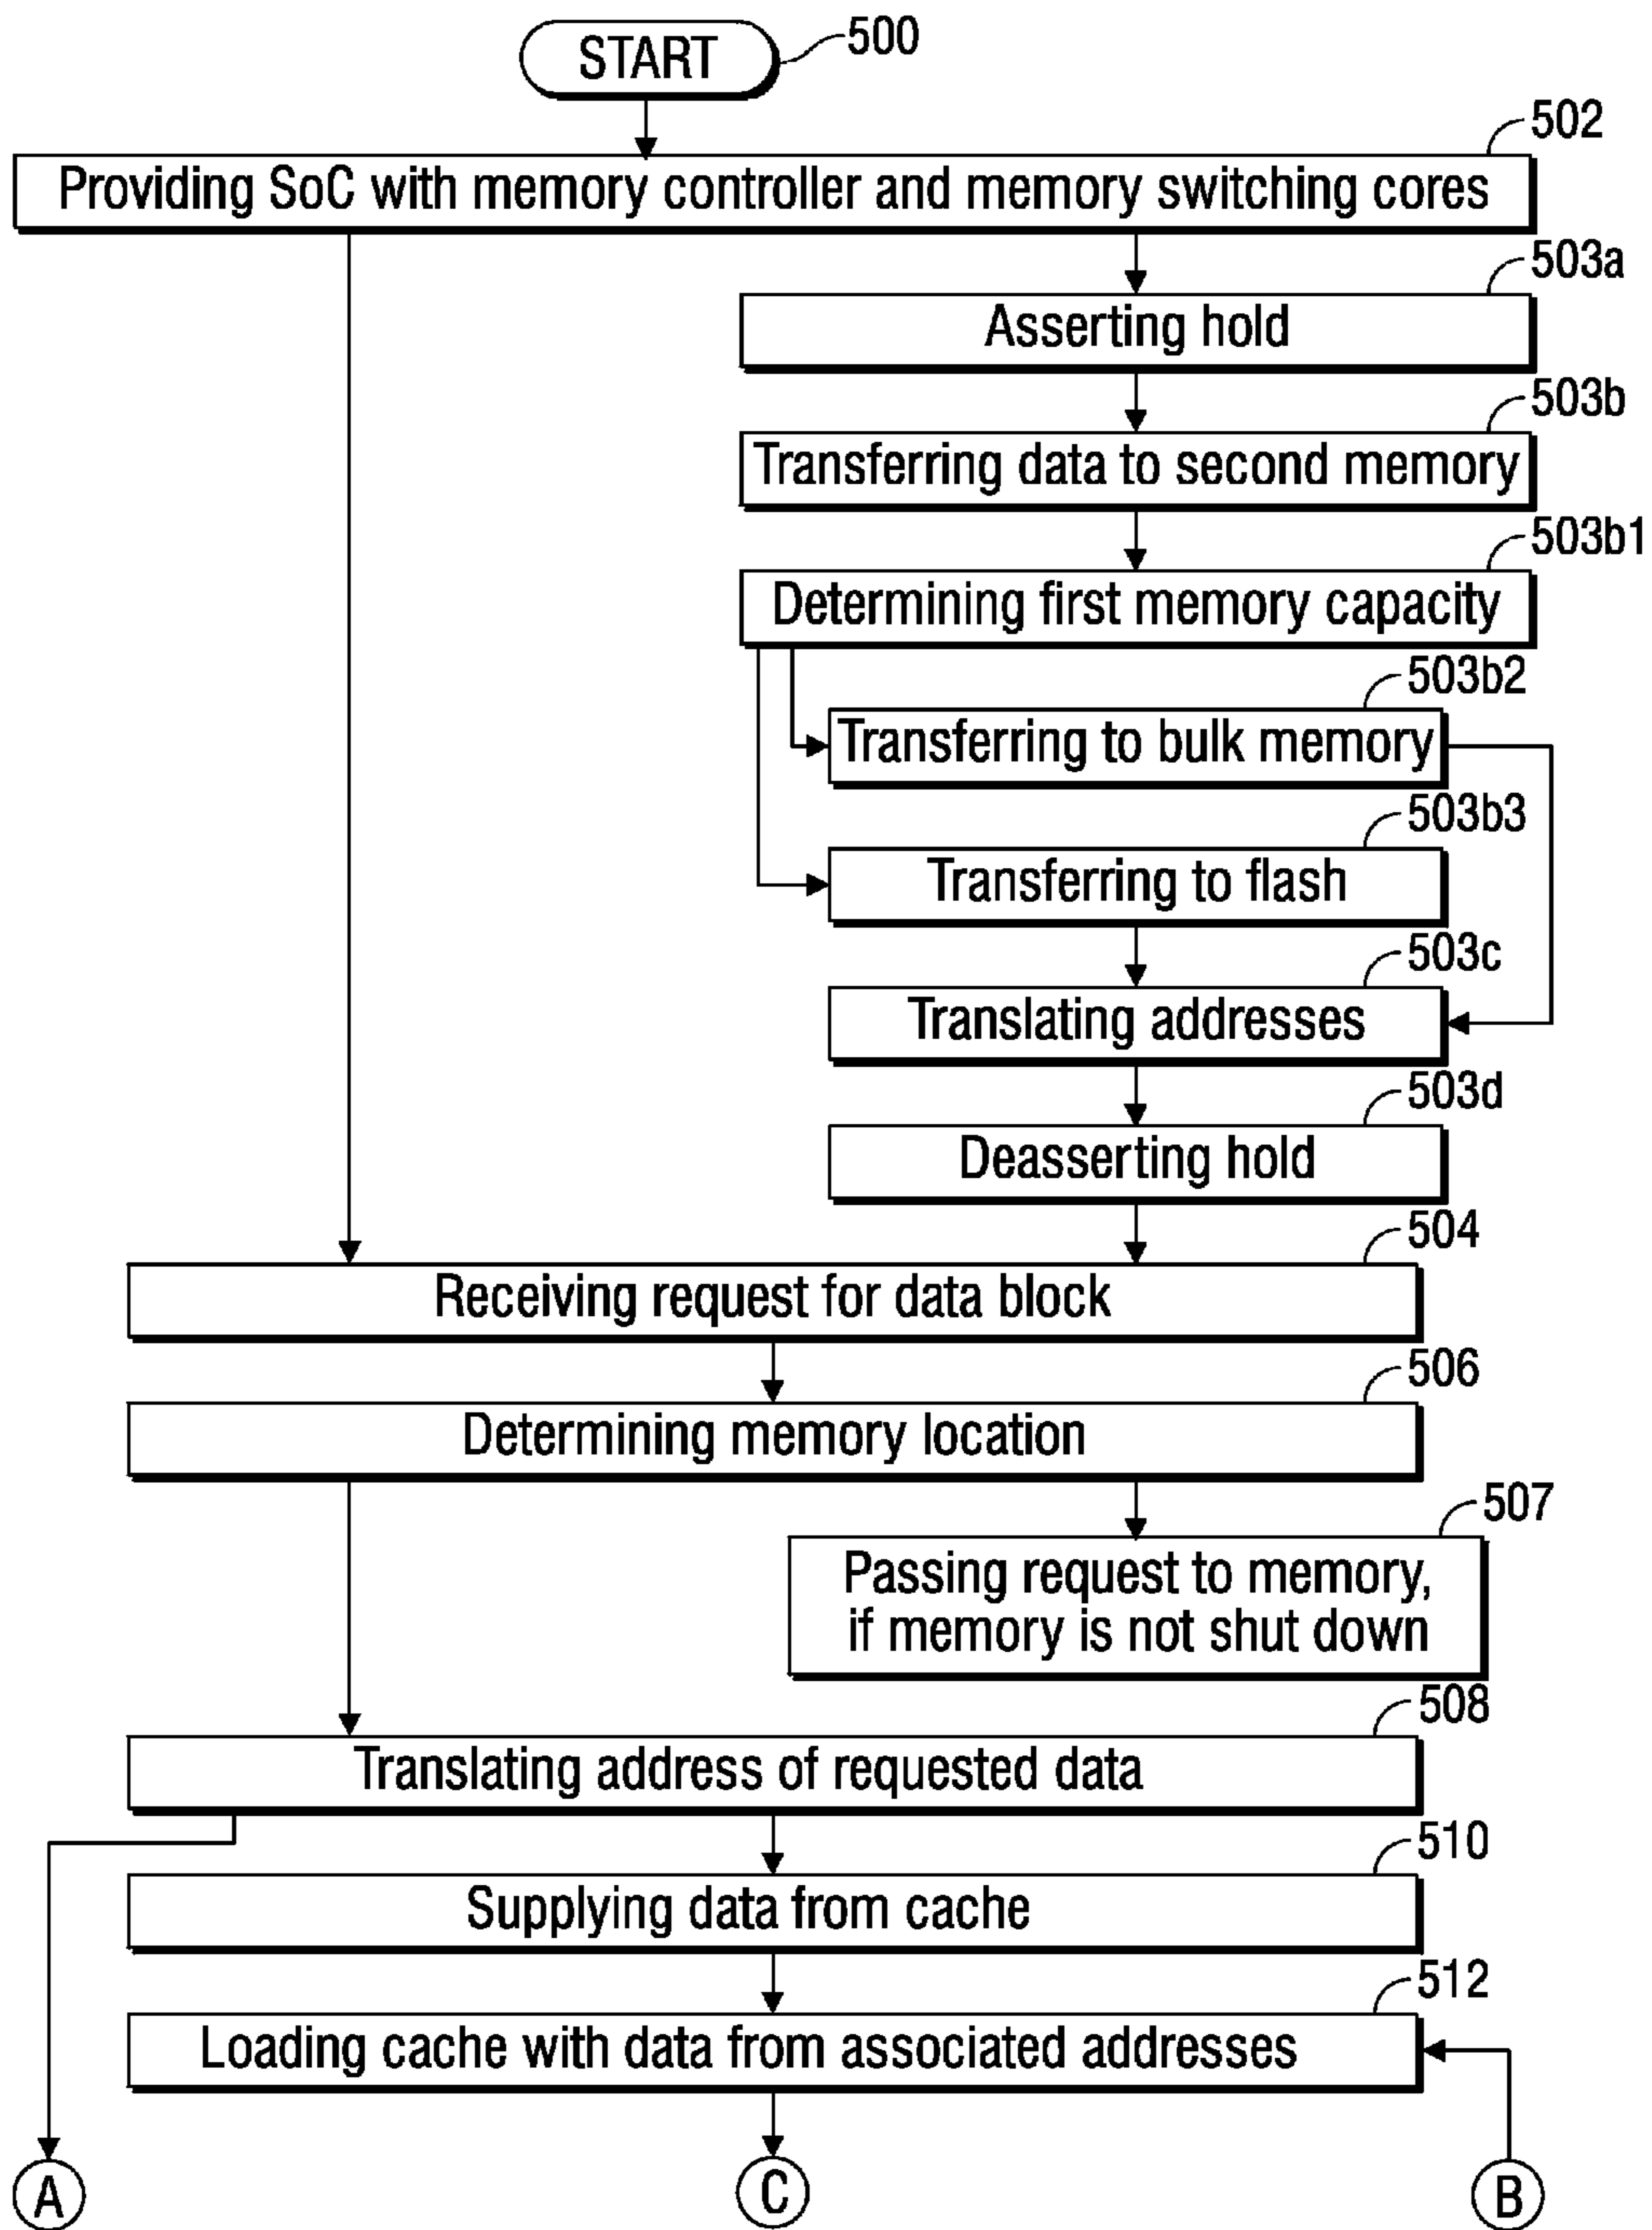 START
500
502
Providing SoC with memory controller and memory switching cores
503a
Asserting hold
503b
Transferring data to second memory
503b1
Determining first memory capacity
503b2
Transferring to bulk memory
503b3
Transferring to flash
503c
Translating addresses
503d
Deasserting hold
504
Receiving request for data block
506
Determining memory location
507
Passing request to memory,
if memory is not shut down
508
Translating address of requested data
510
Supplying data from cache
512
Loading cache with data from associated addresses
A
C
B